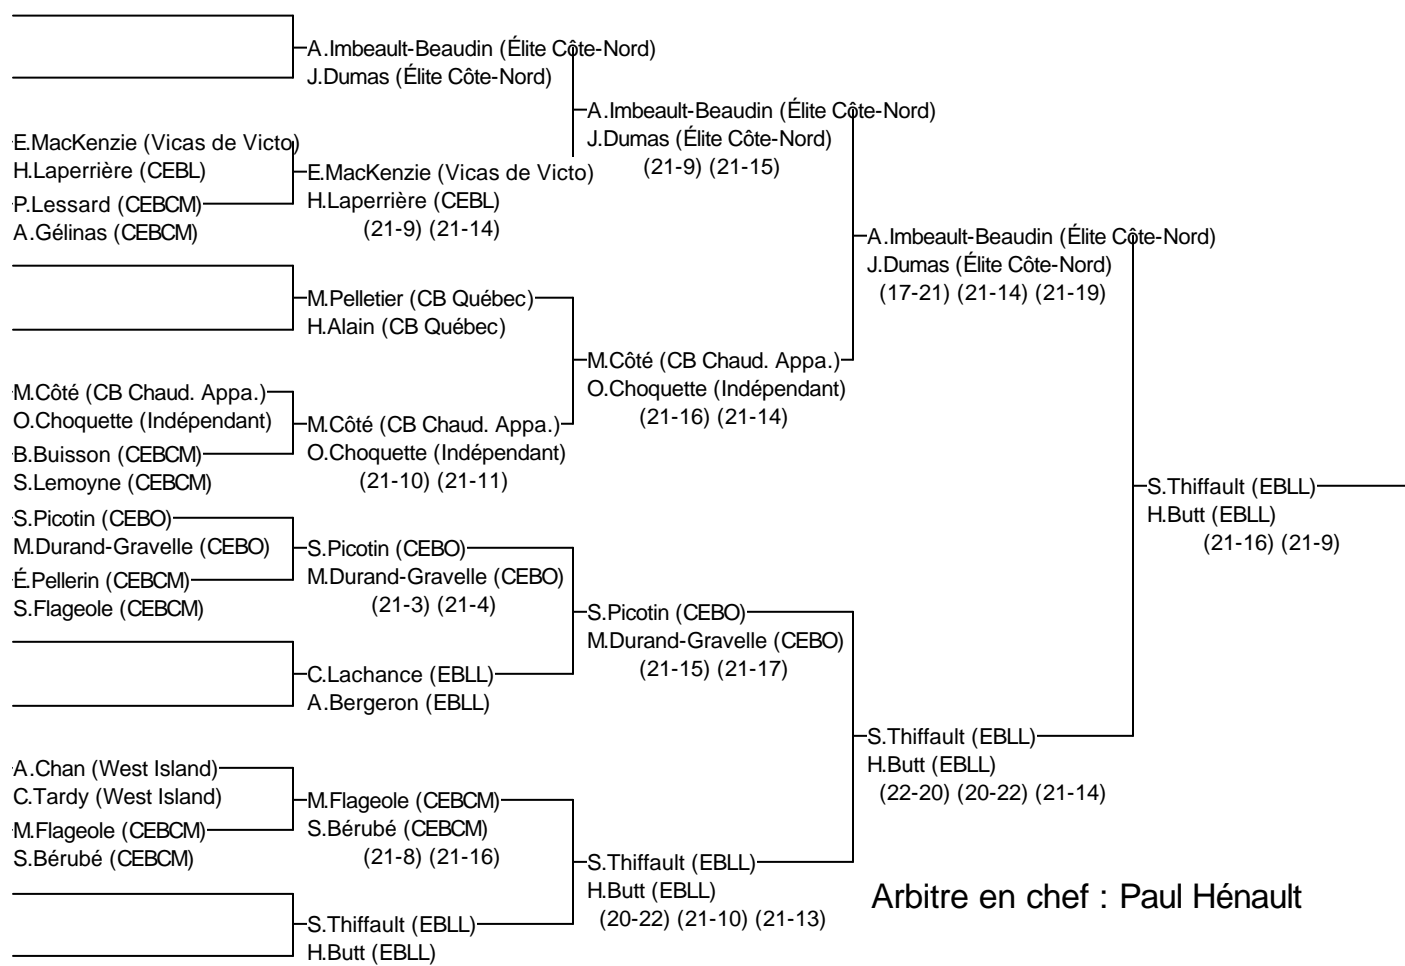 A.Imbeault-Beaudin (Élite Côte-Nord)
J.Dumas (Élite Côte-Nord)
A.Imbeault-Beaudin (Élite Côte-Nord)
J.Dumas (Élite Côte-Nord)
(21-9) (21-15)
E.MacKenzie (Vicas de Victo)
H.Laperrière (CEBL)
P.Lessard (CEBCM)
A.Gélinas (CEBCM)
E.MacKenzie (Vicas de Victo)
H.Laperrière (CEBL)
(21-9) (21-14)
A.Imbeault-Beaudin (Élite Côte-Nord)
J.Dumas (Élite Côte-Nord)
(17-21) (21-14) (21-19)
M.Pelletier (CB Québec)
H.Alain (CB Québec)
M.Côté (CB Chaud. Appa.)
O.Choquette (Indépendant)
(21-16) (21-14)
M.Côté (CB Chaud. Appa.)
O.Choquette (Indépendant)
B.Buisson (CEBCM)
S.Lemoyne (CEBCM)
M.Côté (CB Chaud. Appa.)
O.Choquette (Indépendant)
(21-10) (21-11)
S.Thiffault (EBLL)
H.Butt (EBLL)
(21-16) (21-9)
S.Picotin (CEBO)
M.Durand-Gravelle (CEBO)
É.Pellerin (CEBCM)
S.Flageole (CEBCM)
S.Picotin (CEBO)
M.Durand-Gravelle (CEBO)
(21-3) (21-4)
S.Picotin (CEBO)
M.Durand-Gravelle (CEBO)
(21-15) (21-17)
C.Lachance (EBLL)
A.Bergeron (EBLL)
S.Thiffault (EBLL)
H.Butt (EBLL)
(22-20) (20-22) (21-14)
A.Chan (West Island)
C.Tardy (West Island)
M.Flageole (CEBCM)
S.Bérubé (CEBCM)
M.Flageole (CEBCM)
S.Bérubé (CEBCM)
(21-8) (21-16)
S.Thiffault (EBLL)
H.Butt (EBLL)
(20-22) (21-10) (21-13)
S.Thiffault (EBLL)
H.Butt (EBLL)
Arbitre en chef : Paul Hénault